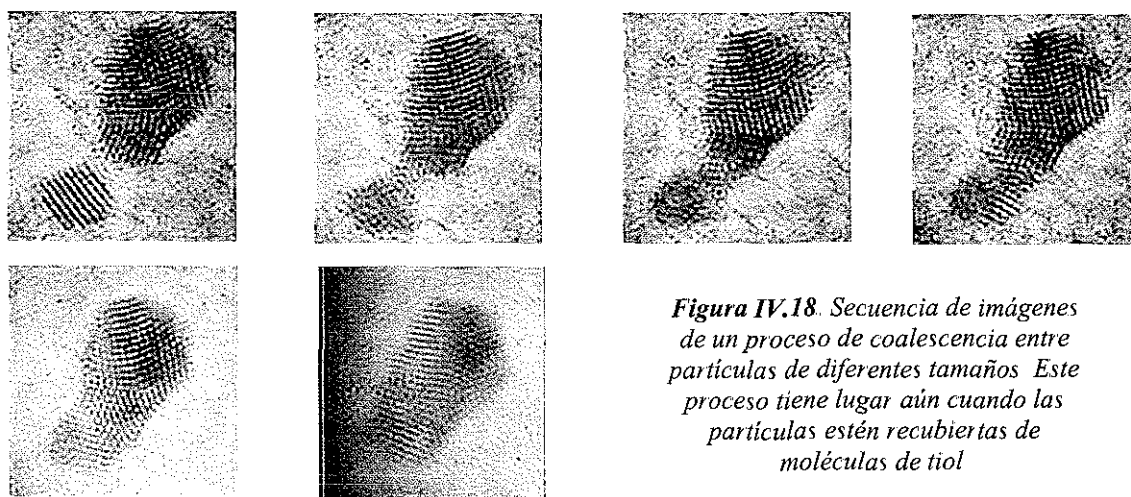 Figura IV.18. Secuencia de imágenes
de un proceso de coalescencia entre
partículas de diferentes tamaños Este
proceso tiene lugar aún cuando las
partículas estén recubiertas de
moléculas de tiol